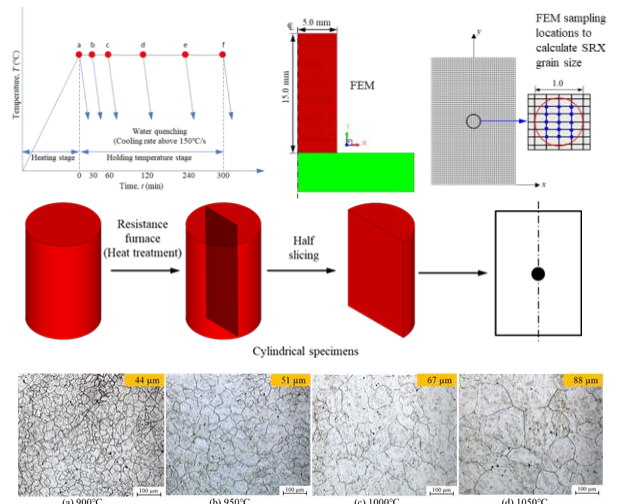 a b c d e f
Temperature, T (°C)
Water quenching
(Cooling rate above 150°C/s
Heating stage
Holding temperature stage
0 30 60 120 240 300
Time, t (min)
℄
5.0 mm
15.0 mm
FEM
Y
X
y
x
FEM sampling
locations to
calculate SRX
grain size
1.0
Resistance
furnace
(Heat treatment)
Half
slicing
Cylindrical specimens
44 μm
51 μm
67 μm
88 μm
100 μm
100 μm
100 μm
100 μm
(a) 900°C
(b) 950°C
(c) 1000°C
(d) 1050°C